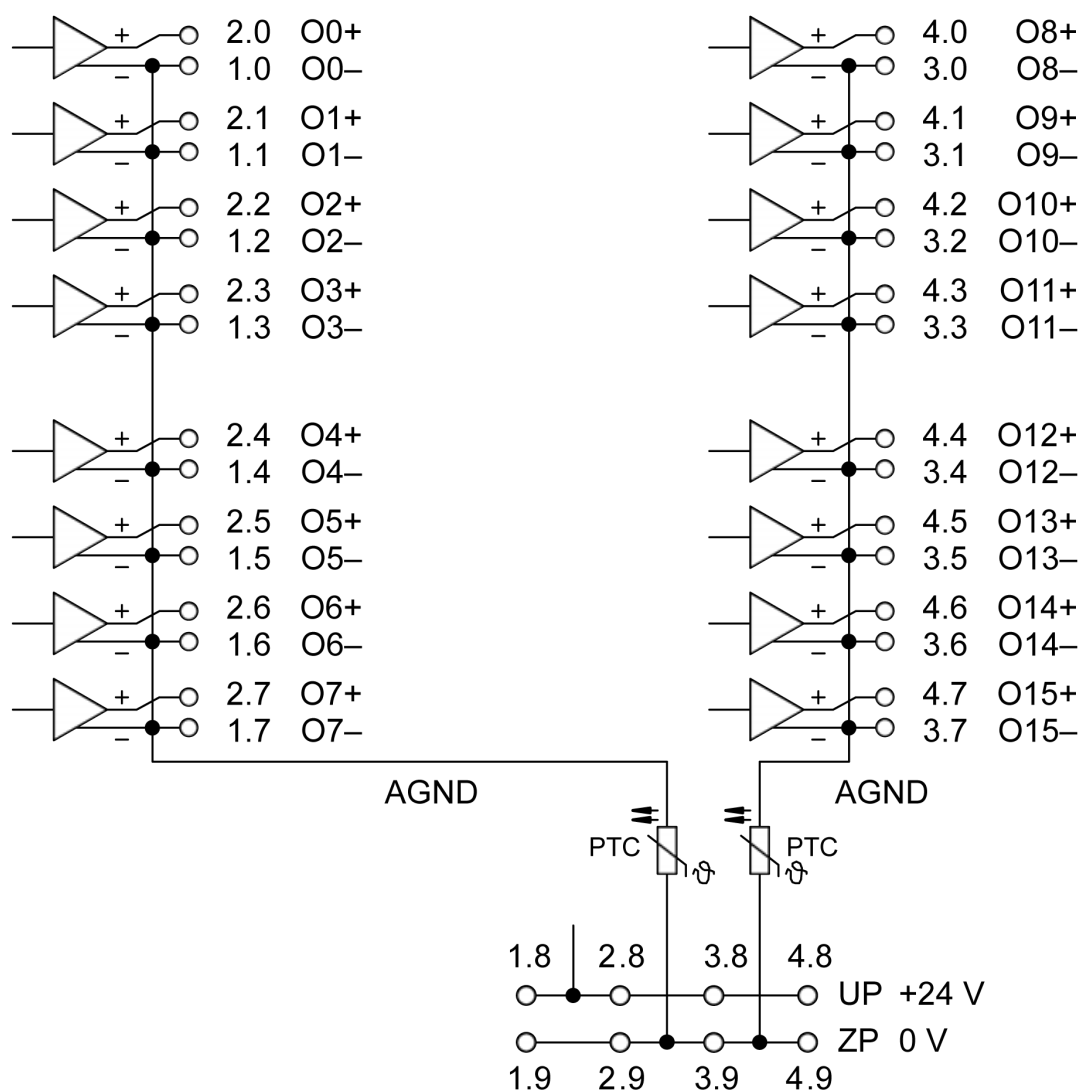 + 2.0 O0+ + 4.0 O8+
– 1.0 O0– – 3.0 O8–
+ 2.1 O1+ + 4.1 O9+
– 1.1 O1– – 3.1 O9–
+ 2.2 O2+ + 4.2 O10+
– 1.2 O2– – 3.2 O10–
+ 2.3 O3+ + 4.3 O11+
– 1.3 O3– – 3.3 O11–
+ 2.4 O4+ + 4.4 O12+
– 1.4 O4– – 3.4 O12–
+ 2.5 O5+ + 4.5 O13+
– 1.5 O5– – 3.5 O13–
+ 2.6 O6+ + 4.6 O14+
– 1.6 O6– – 3.6 O14–
+ 2.7 O7+ + 4.7 O15+
– 1.7 O7– – 3.7 O15–
AGND AGND
PTC ϑ PTC ϑ
1.8 2.8 3.8 4.8
UP +24 V
ZP 0 V
1.9 2.9 3.9 4.9